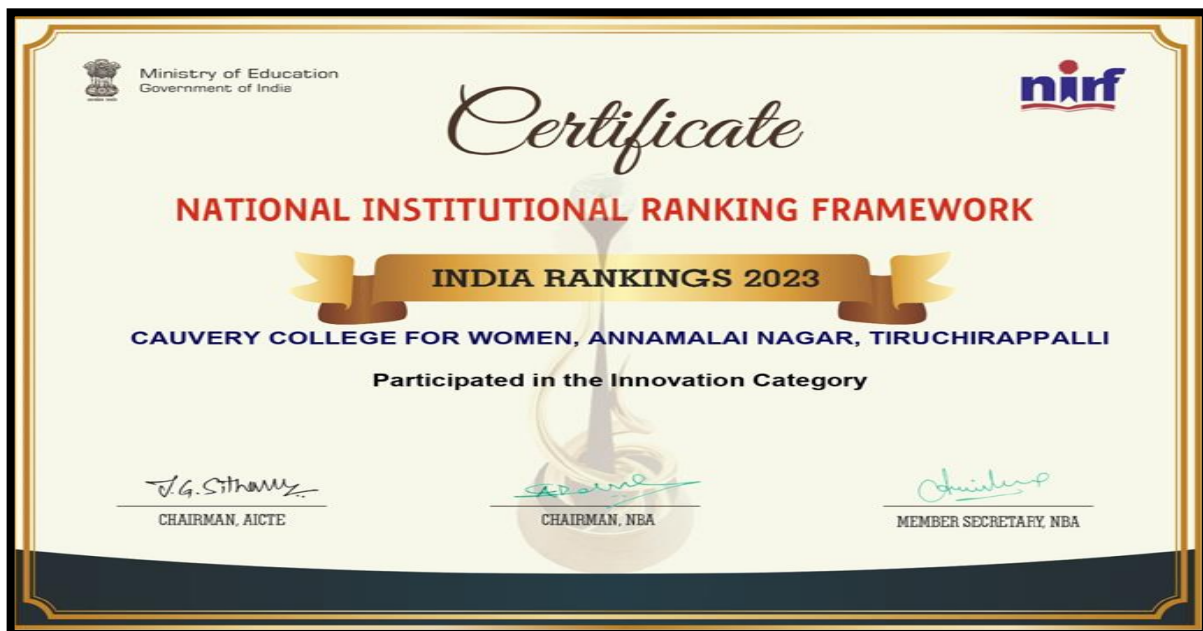 Ministry of Education
Government of India
nirf
Certificate
NATIONAL INSTITUTIONAL RANKING FRAMEWORK
INDIA RANKINGS 2023
CAUVERY COLLEGE FOR WOMEN, ANNAMALAI NAGAR, TIRUCHIRAPPALLI
Participated in the Innovation Category
CHAIRMAN, AICTE
CHAIRMAN, NBA
MEMBER SECRETARY, NBA